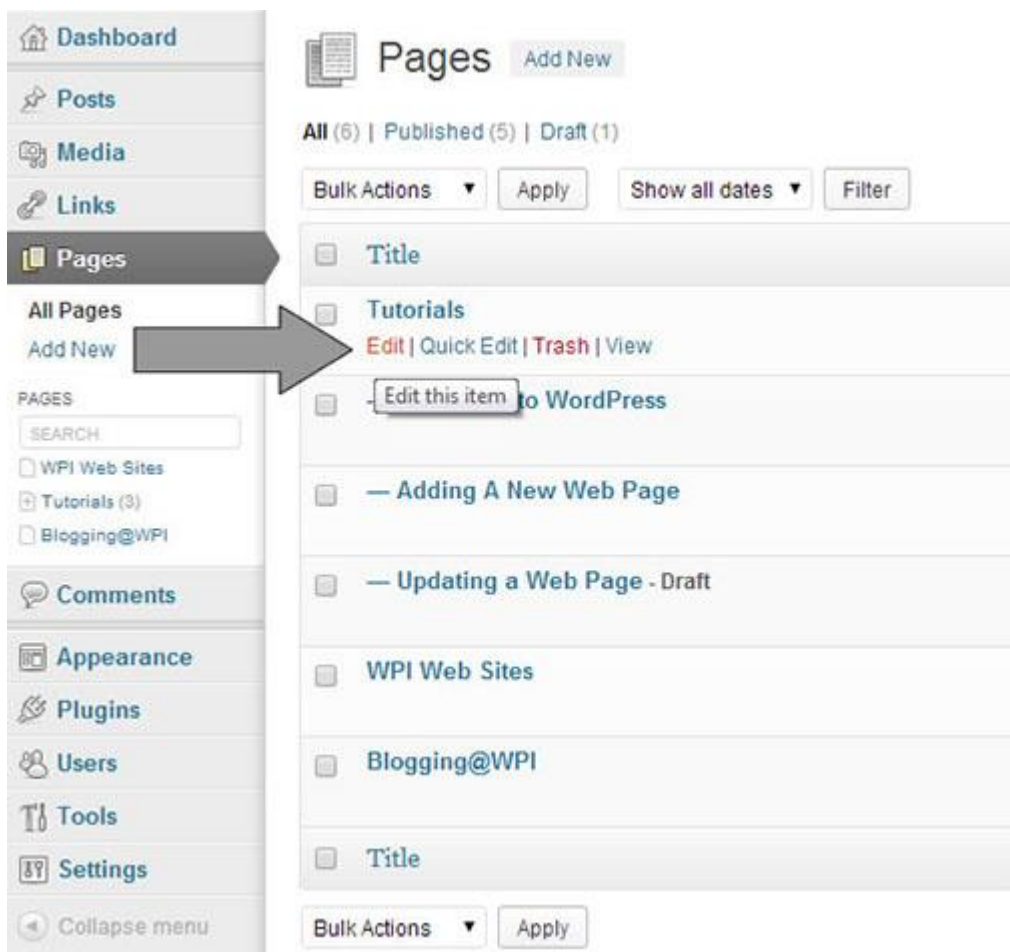 Dashboard
Posts
Media
Links
Pages
All Pages
Add New
PAGES
SEARCH
WPI Web Sites
Tutorials (3)
Blogging@WPI
Comments
Appearance
Plugins
Users
Tools
Settings
Collapse menu
Pages Add New
All (6) | Published (5) | Draft (1)
Bulk Actions Apply Show all dates Filter
Title
Tutorials
Edit | Quick Edit | Trash | View
Edit this item
to WordPress
— Adding A New Web Page
— Updating a Web Page - Draft
WPI Web Sites
Blogging@WPI
Title
Bulk Actions Apply